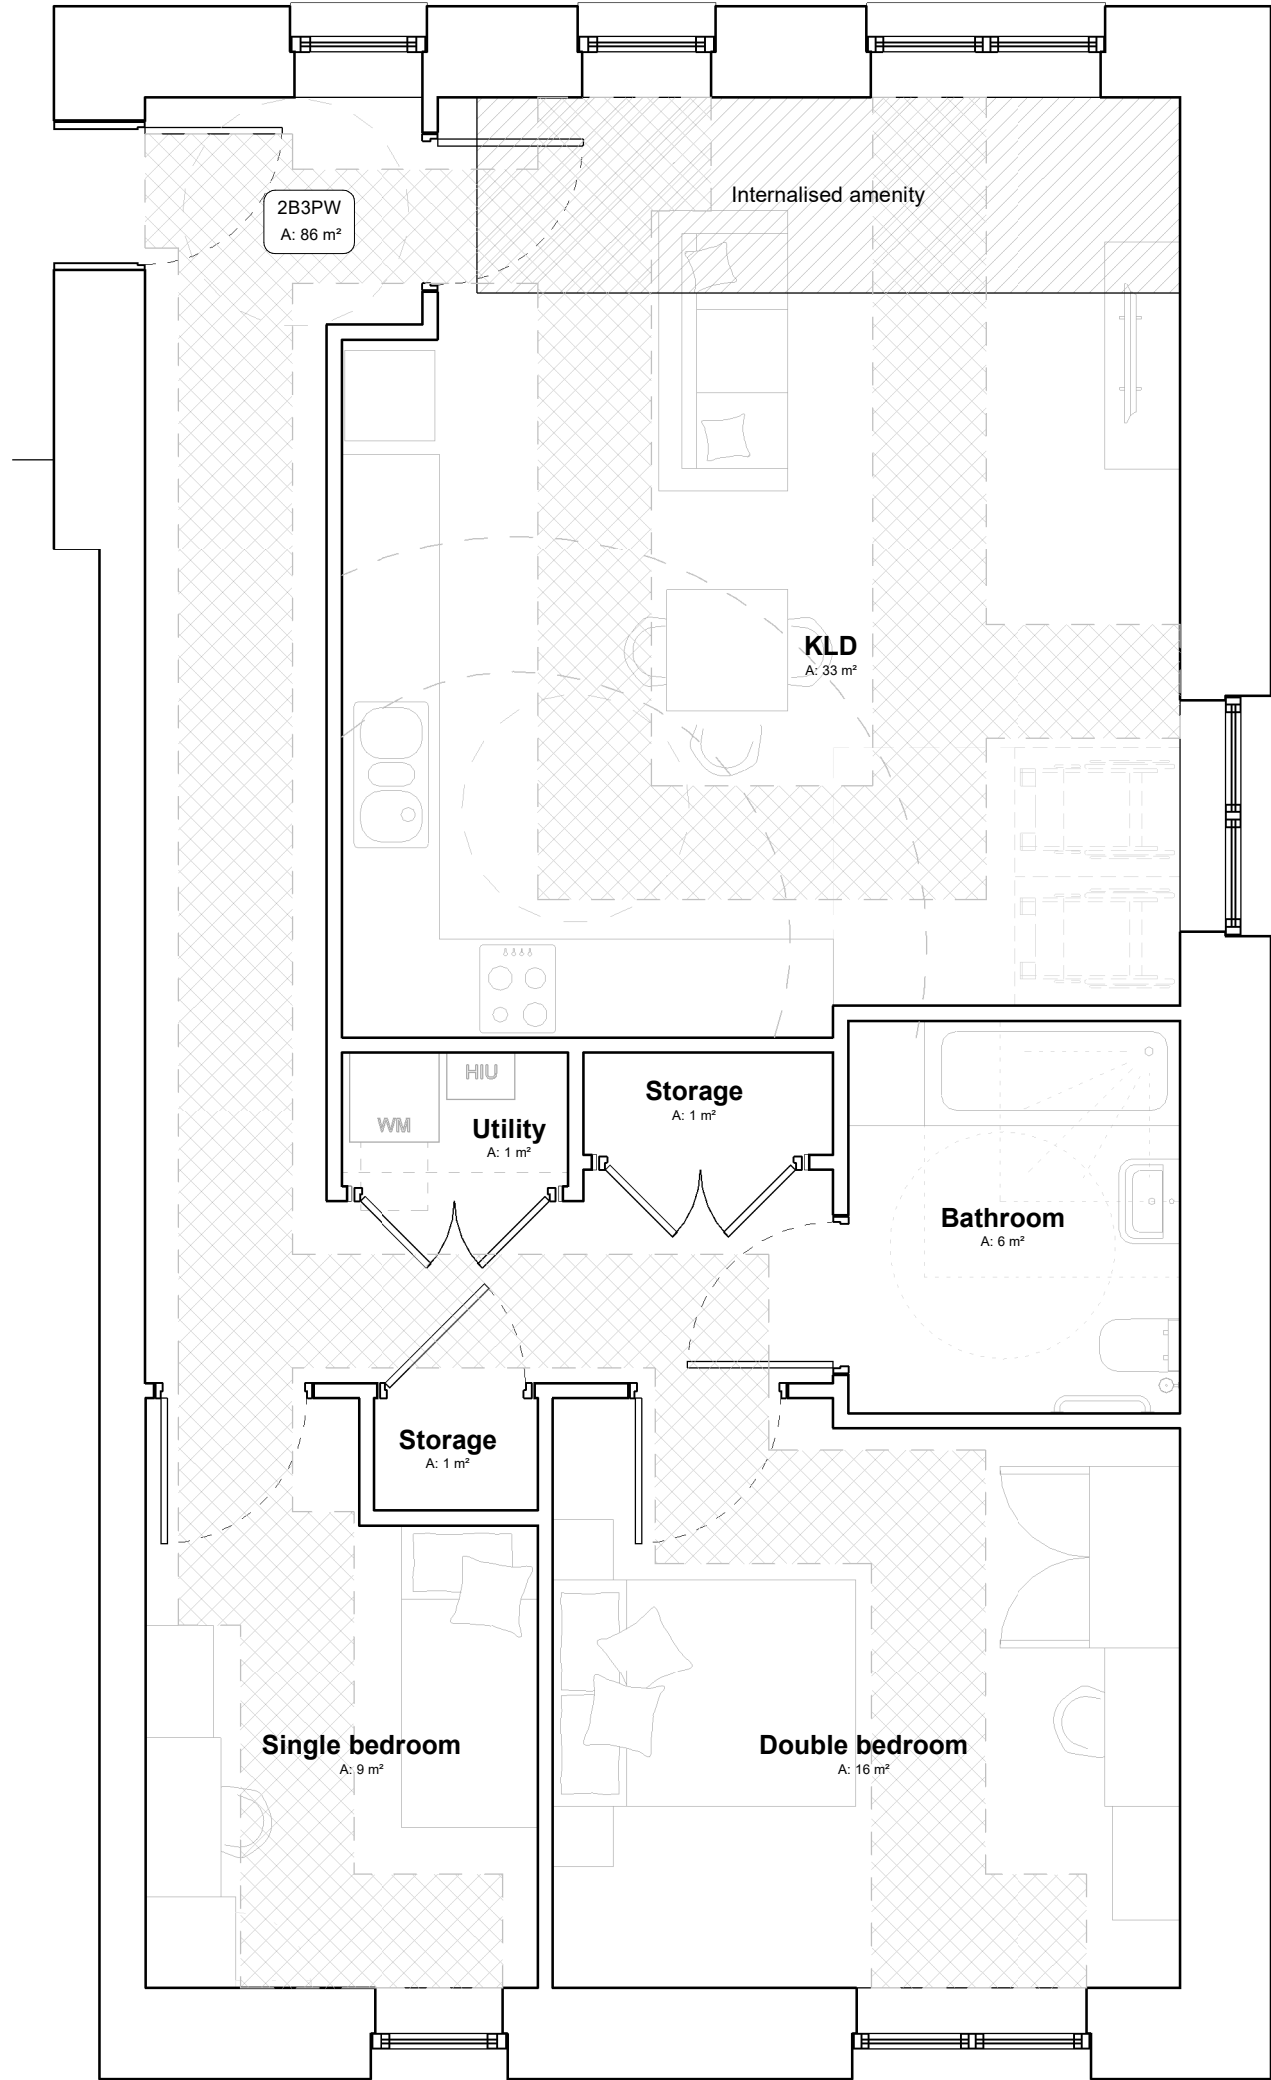 Internalised amenity
2B3PW
A: 86 m²
KLD
A: 33 m²
HIU
WM
Utility
A: 1 m²
Storage
A: 1 m²
Bathroom
A: 6 m²
Storage
A: 1 m²
Single bedroom
A: 9 m²
Double bedroom
A: 16 m²